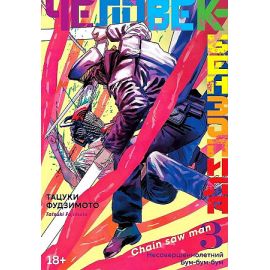 ЧЕЛОВЕК-
БЕНЗОПИЛА
ТАЦУКИ
ФУДЗИМОТО
Tatsuki Fujimoto
Chain saw man
3
Несовершеннолетний
Бум-бум-бум
18+